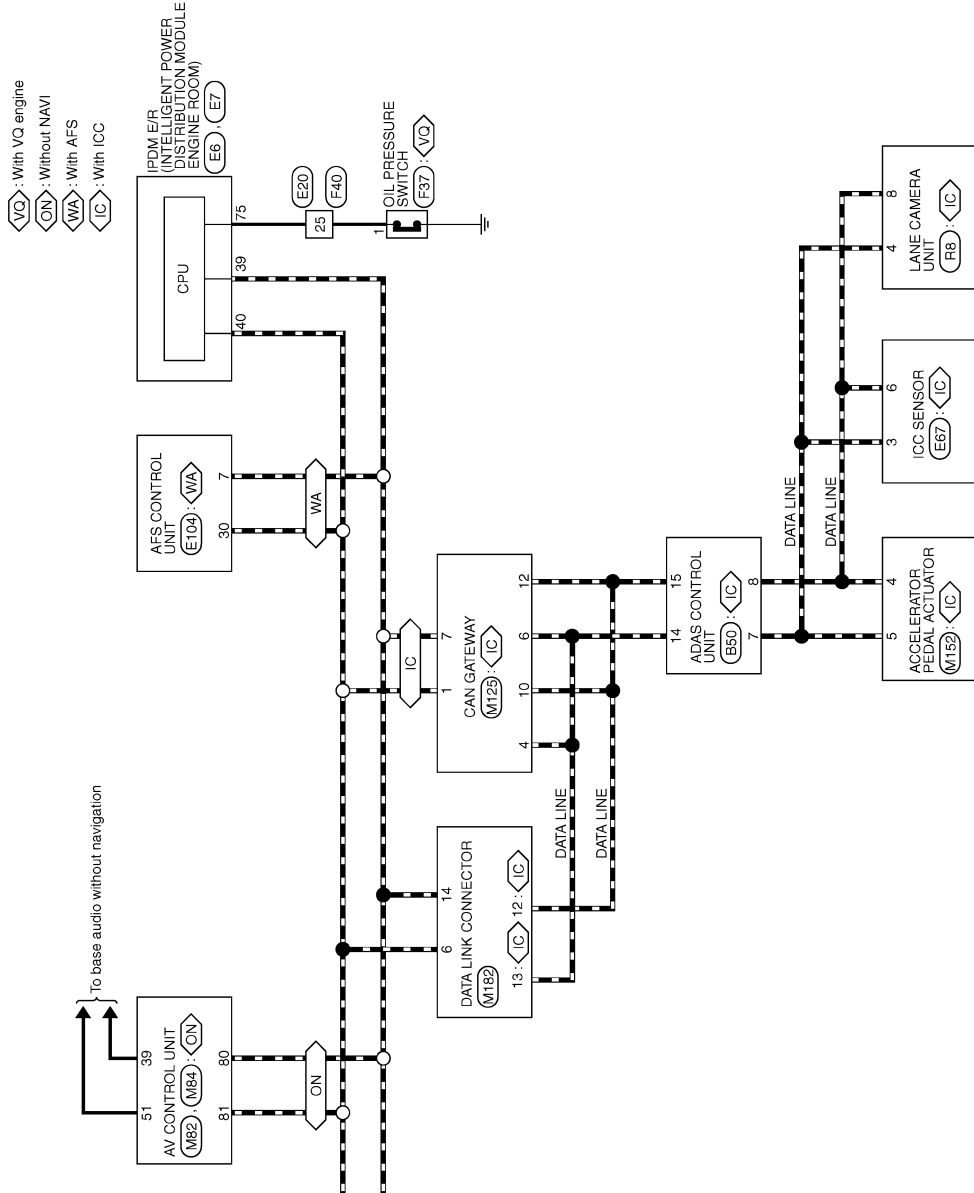 VQ : With VQ engine
ON : Without NAVI
WA : With AFS
IC : With ICC
To base audio without navigation
51
39
AV CONTROL UNIT
M82 , M84 : ON
81
80
ON
AFS CONTROL
UNIT
E104 : WA
30
7
WA
IPDM E/R
(INTELLIGENT POWER
DISTRIBUTION MODULE
ENGINE ROOM)
E6 , E7
CPU
40
39
75
E20
25
F40
1
OIL PRESSURE
SWITCH
F37 : VQ
6
14
DATA LINK CONNECTOR
M182
13 : IC
12 : IC
IC
1
7
CAN GATEWAY
M125 : IC
4
10
6
12
DATA LINE
DATA LINE
14
15
ADAS CONTROL
UNIT
B50 : IC
7
8
DATA LINE
DATA LINE
5
4
ACCELERATOR
PEDAL ACTUATOR
M152 : IC
3
6
ICC SENSOR
E67 : IC
4
8
LANE CAMERA
UNIT
R8 : IC